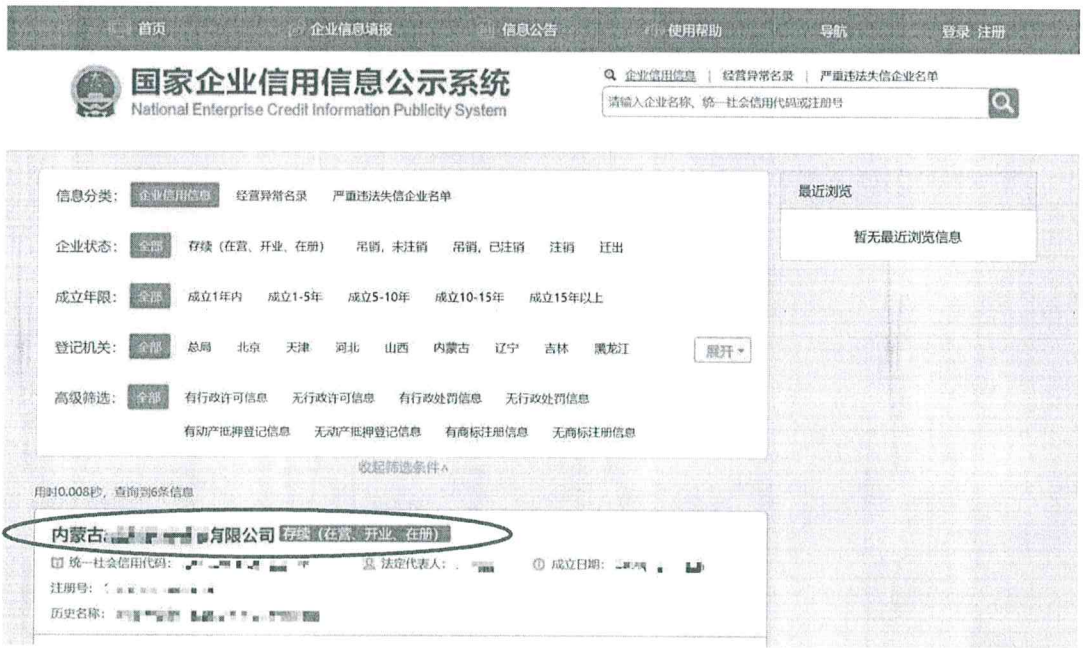 首页 企业信息填报 信息公告 使用帮助 导航 登录 注册
国家企业信用信息公示系统
National Enterprise Credit Information Publicity System
企业信用信息 | 经营异常名录 | 严重违法失信企业名单
请输入企业名称、统一社会信用代码或注册号
信息分类： 企业信用信息 经营异常名录 严重违法失信企业名单
企业状态： 全部 存续（在营、开业、在册） 吊销，未注销 吊销，已注销 注销 迁出
成立年限： 全部 成立1年内 成立1-5年 成立5-10年 成立10-15年 成立15年以上
登记机关： 全部 总局 北京 天津 河北 山西 内蒙古 辽宁 吉林 黑龙江 展开
高级筛选： 全部 有行政许可信息 无行政许可信息 有行政处罚信息 无行政处罚信息
有动产抵押登记信息 无动产抵押登记信息 有商标注册信息 无商标注册信息
收起筛选条件
最近浏览
暂无最近浏览信息
用时0.008秒，查询到6条信息
内蒙古 有限公司 存续（在营、开业、在册）
统一社会信用代码： 法定代表人： 成立日期：
注册号：
历史名称：